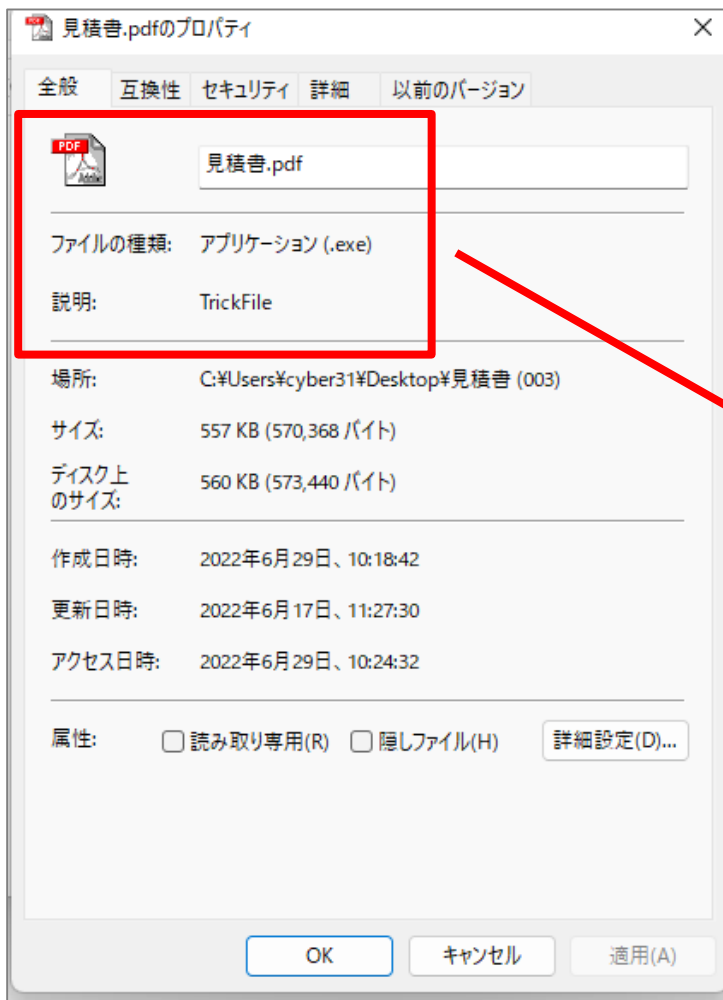 見積書.pdfのプロパティ
全般 互換性 セキュリティ 詳細 以前のバージョン
PDF
Adobe
見積書.pdf
ファイルの種類: アプリケーション (.exe)
説明: TrickFile
場所: C:¥Users¥cyber31¥Desktop¥見積書 (003)
サイズ: 557 KB (570,368 バイト)
ディスク上
のサイズ: 560 KB (573,440 バイト)
作成日時: 2022年6月29日、10:18:42
更新日時: 2022年6月17日、11:27:30
アクセス日時: 2022年6月29日、10:24:32
属性: 読み取り専用(R) 隠しファイル(H) 詳細設定(D)...
OK キャンセル 適用(A)